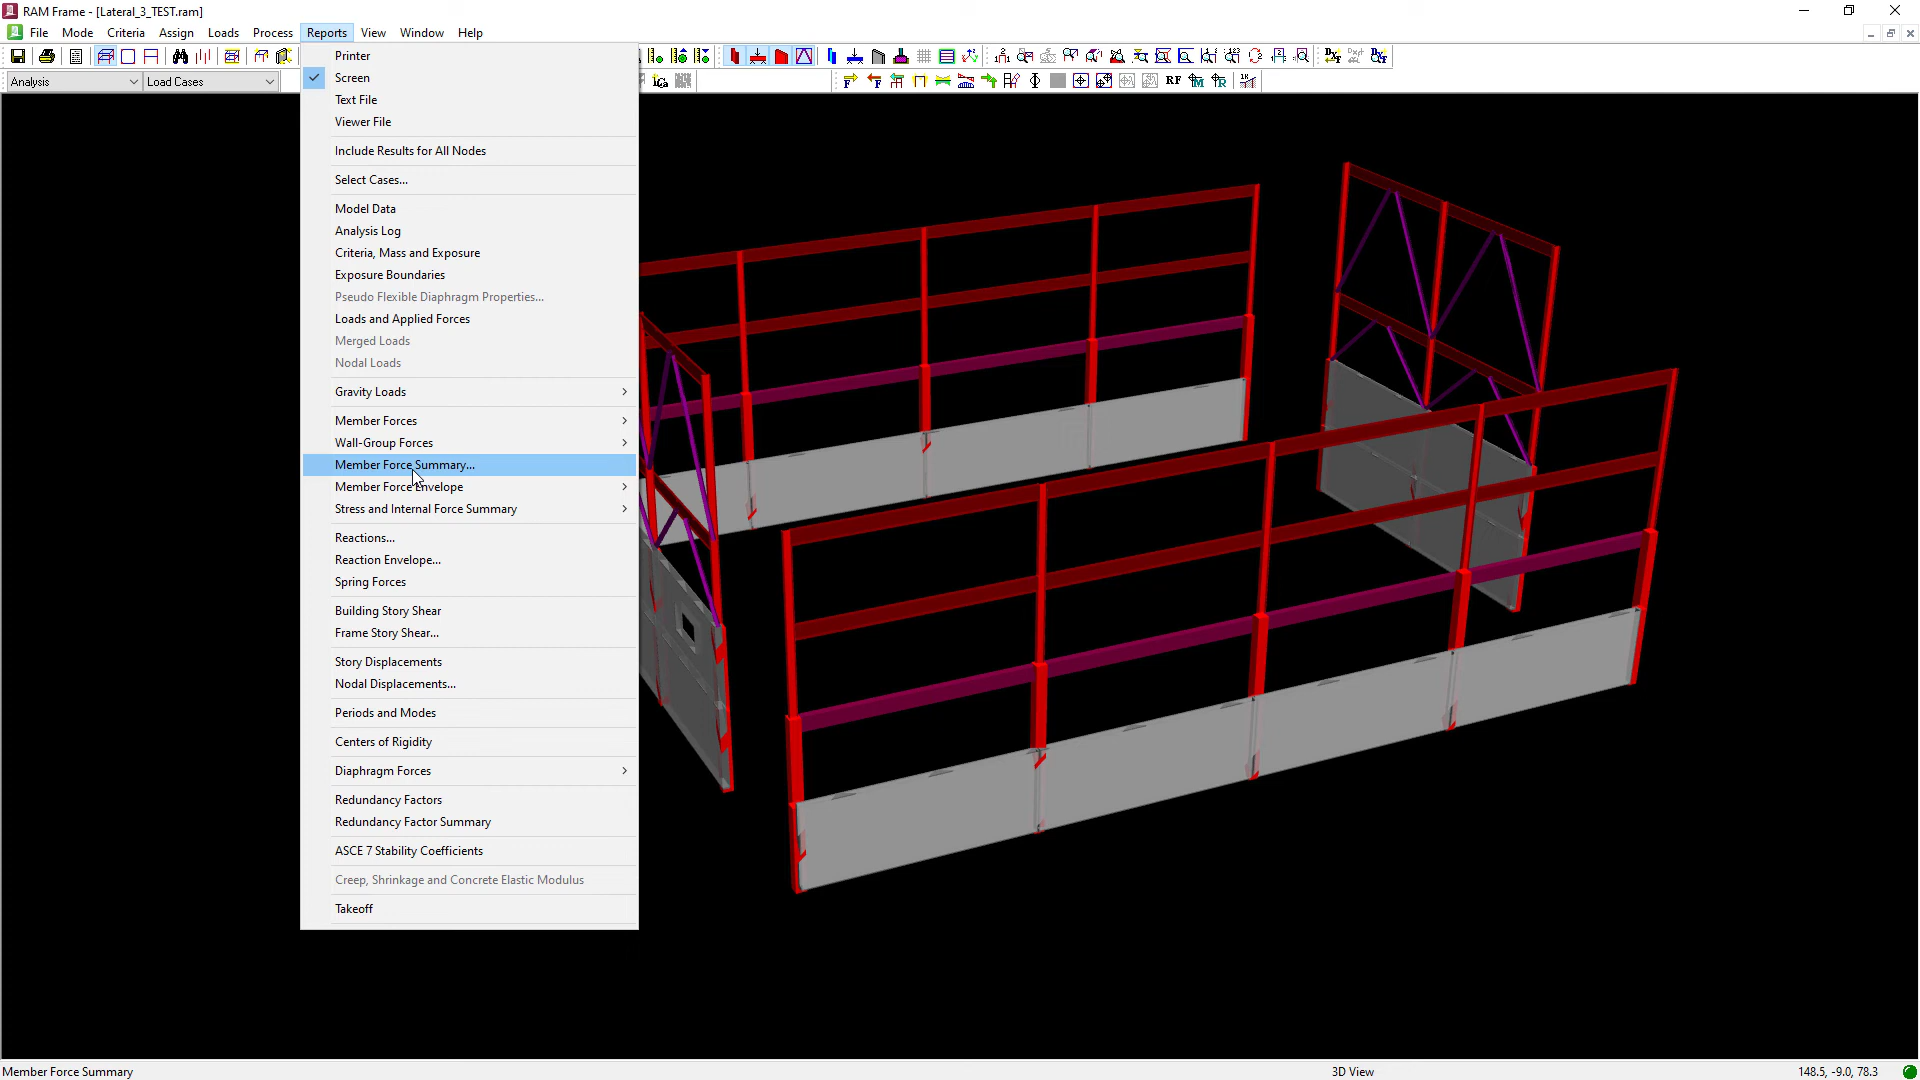 RAM Frame - [Lateral_3_TEST.ram]
File Mode Criteria Assign Loads Process Reports View Window Help
Analysis Load Cases
RF
Printer
Screen
Text File
Viewer File
Include Results for All Nodes
Select Cases...
Model Data
Analysis Log
Criteria, Mass and Exposure
Exposure Boundaries
Pseudo Flexible Diaphragm Properties...
Loads and Applied Forces
Merged Loads
Nodal Loads
Gravity Loads
Member Forces
Wall-Group Forces
Member Force Summary...
Member Force Envelope
Stress and Internal Force Summary
Reactions...
Reaction Envelope...
Spring Forces
Building Story Shear
Frame Story Shear...
Story Displacements
Nodal Displacements...
Periods and Modes
Centers of Rigidity
Diaphragm Forces
Redundancy Factors
Redundancy Factor Summary
ASCE 7 Stability Coefficients
Creep, Shrinkage and Concrete Elastic Modulus
Takeoff
Member Force Summary 3D View 148.5, -9.0, 78.3